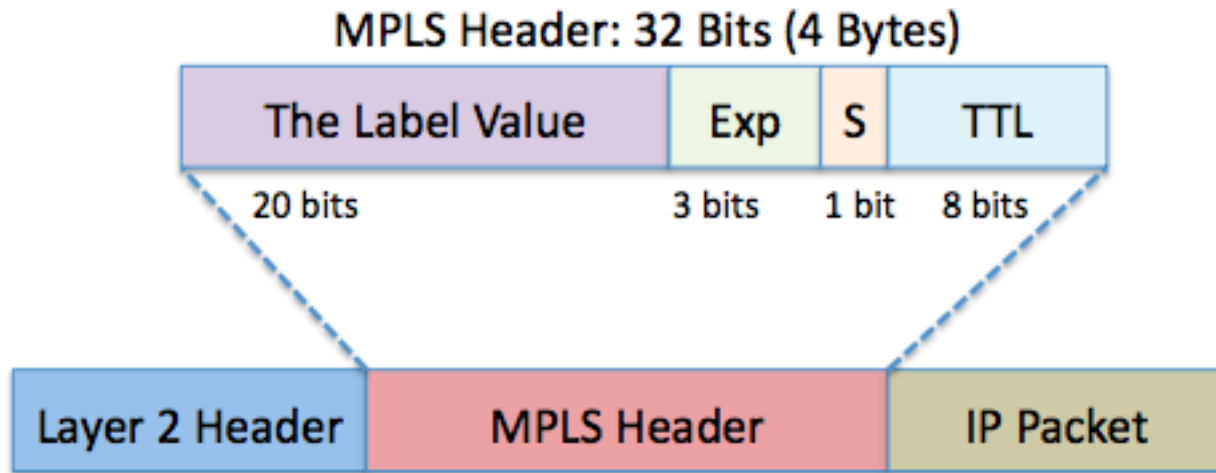 MPLS Header: 32 Bits (4 Bytes)
The Label Value Exp S TTL
20 bits 3 bits 1 bit 8 bits
Layer 2 Header MPLS Header IP Packet